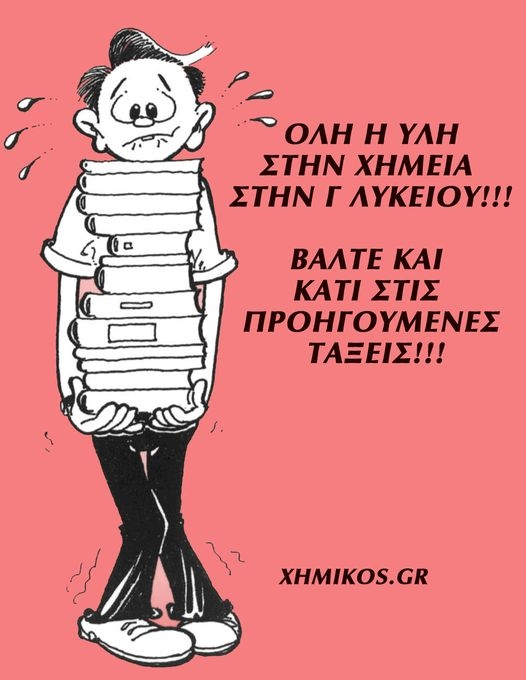 ΟΛΗ Η ΥΛΗ
ΣΤΗΝ ΧΗΜΕΙΑ
ΣΤΗΝ Γ ΛΥΚΕΙΟΥ!!!
ΒΑΛΤΕ ΚΑΙ
ΚΑΤΙ ΣΤΙΣ
ΠΡΟΗΓΟΥΜΕΝΕΣ
ΤΑΞΕΙΣ!!!
XHMIKOS.GR